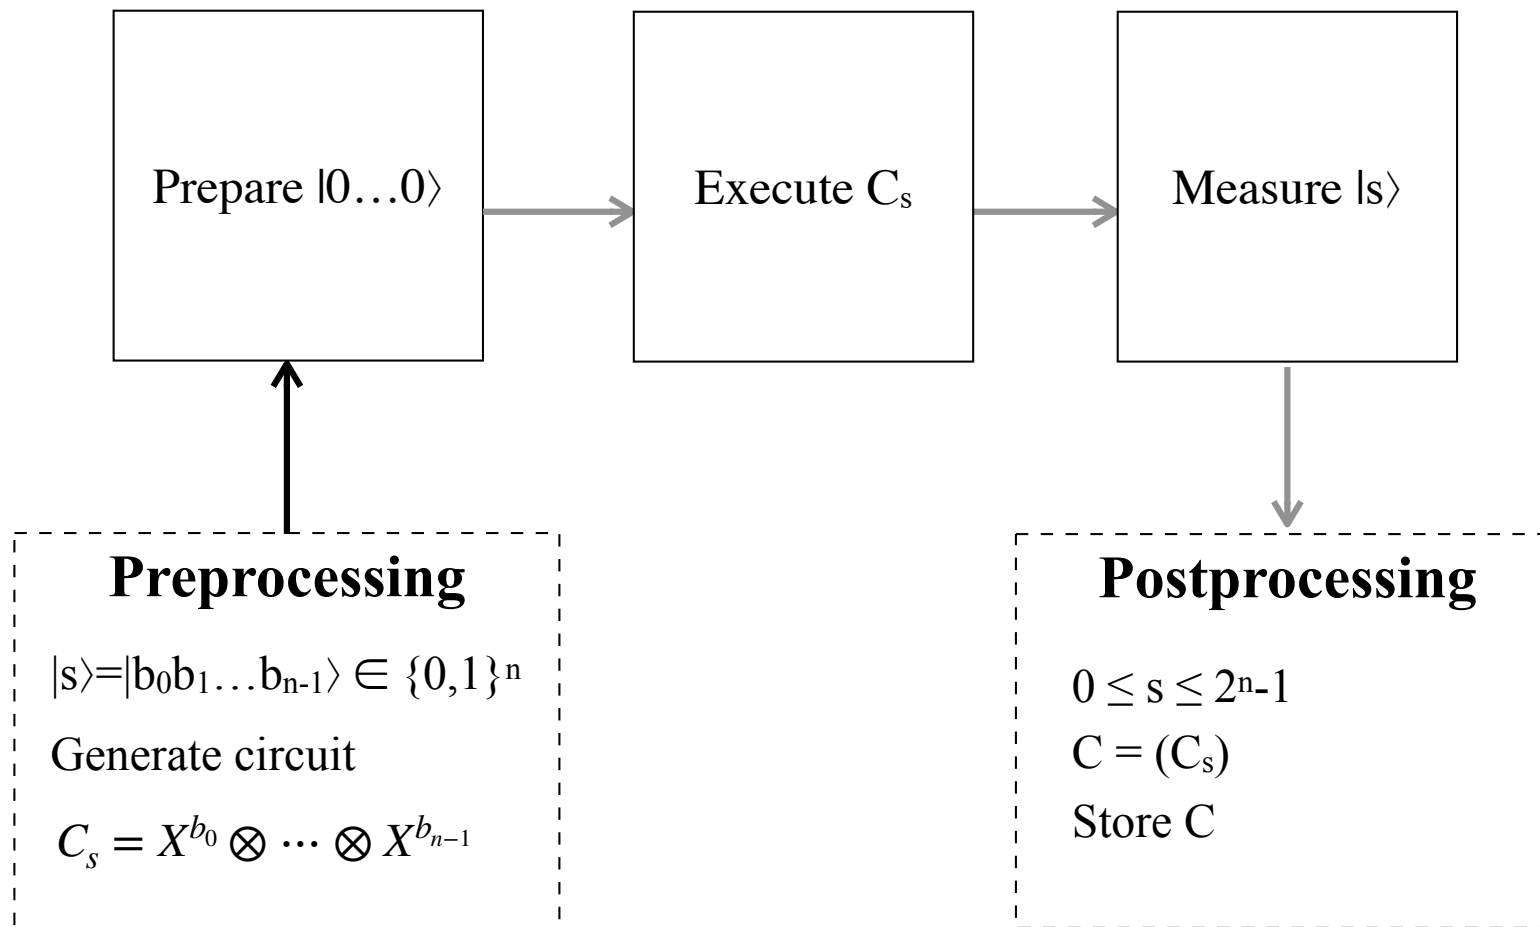 Prepare |0…0⟩
Execute Cₛ
Measure |s⟩
Preprocessing
|s⟩=|b₀b₁…bₙ₋₁⟩ ∈ {0,1}ⁿ
Generate circuit
Cₛ = X^{b₀} ⊗ ⋯ ⊗ X^{bₙ₋₁}
Postprocessing
0 ≤ s ≤ 2ⁿ-1
C = (Cₛ)
Store C